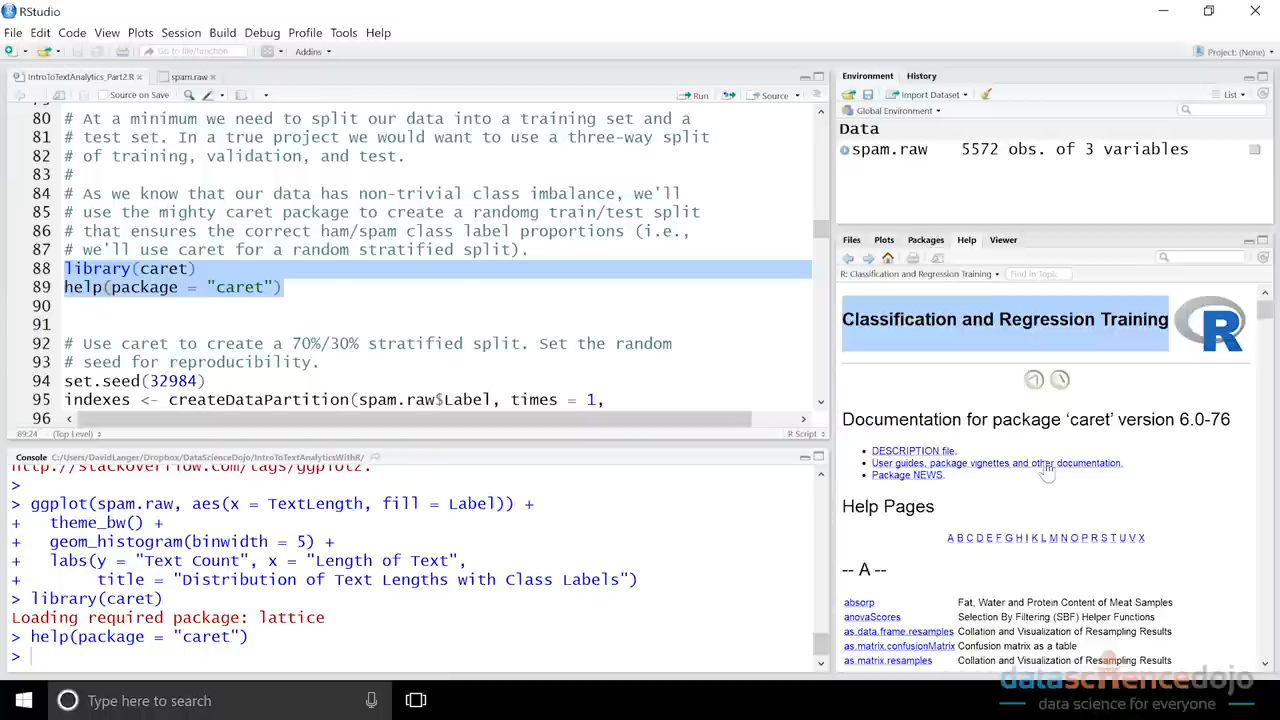 RStudio
File Edit Code View Plots Session Build Debug Profile Tools Help
Go to file/function Addins Project: (None)
IntroToTextAnalytics_Part2.R spam.raw
Source on Save Run Source
80 # At a minimum we need to split our data into a training set and a
81 # test set. In a true project we would want to use a three-way split
82 # of training, validation, and test.
83 #
84 # As we know that our data has non-trivial class imbalance, we'll
85 # use the mighty caret package to create a randomg train/test split
86 # that ensures the correct ham/spam class label proportions (i.e.,
87 # we'll use caret for a random stratified split).
88 library(caret)
89 help(package = "caret")
90
91
92 # Use caret to create a 70%/30% stratified split. Set the random
93 # seed for reproducibility.
94 set.seed(32984)
95 indexes <- createDataPartition(spam.raw$Label, times = 1,
96
89:24 (Top Level) R Script
Console C:/Users/DavidLanger/Dropbox/DataScienceDojo/IntroToTextAnalyticsWithR/
http://stackoverflow.com/tags/ggplot2.
>
> ggplot(spam.raw, aes(x = TextLength, fill = Label)) +
+ theme_bw() +
+ geom_histogram(binwidth = 5) +
+ labs(y = "Text Count", x = "Length of Text",
+ title = "Distribution of Text Lengths with Class Labels")
> library(caret)
Loading required package: lattice
> help(package = "caret")
>
Environment History
Import Dataset List
Global Environment
Data
spam.raw 5572 obs. of 3 variables
Files Plots Packages Help Viewer
R: Classification and Regression Training Find in Topic
Classification and Regression Training
R
Documentation for package ‘caret’ version 6.0-76
DESCRIPTION file.
User guides, package vignettes and other documentation.
Package NEWS.
Help Pages
A B C D E F G H I K L M N O P R S T U V X
-- A --
absorp Fat, Water and Protein Content of Meat Samples
anovaScores Selection By Filtering (SBF) Helper Functions
as.data.frame.resamples Collation and Visualization of Resampling Results
as.matrix.confusionMatrix Confusion matrix as a table
as.matrix.resamples Collation and Visualization of Resampling Results
datasciencedojo
data science for everyone
Type here to search